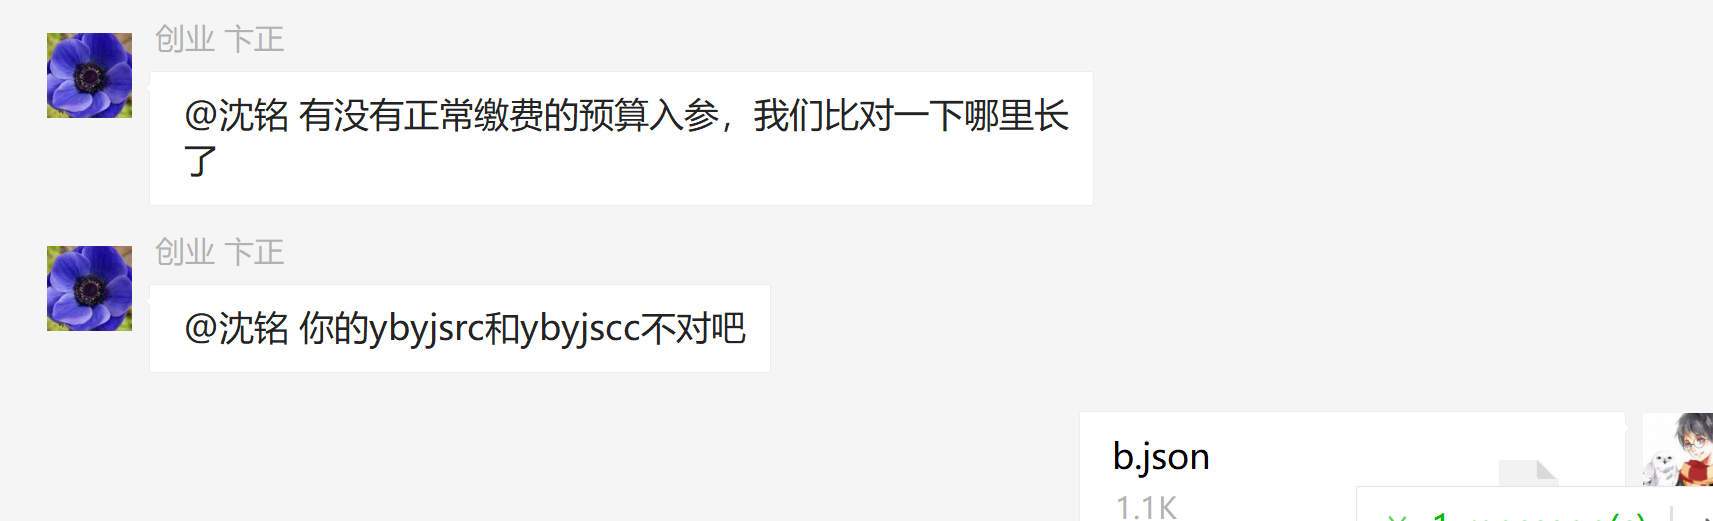 创业 卞正
@沈铭 有没有正常缴费的预算入参，我们比对一下哪里长
了
创业 卞正
@沈铭 你的ybyjsrc和ybyjscc不对吧
b.json
1.1K